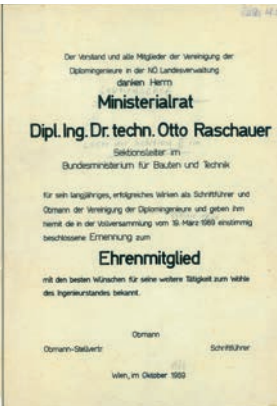 Der Vorstand und alle Mitglieder der Vereinigung der
Diplomingenieure in der NÖ Landesverwaltung
danken Herrn
Ministerialrat
Dipl. Ing. Dr. techn. Otto Raschauer
Sektionsleiter im
Bundesministerium für Bauten und Technik
für sein langjähriges, erfolgreiches Wirken als Schriftführer und
Obmann der Vereinigung der Diplomingenieure und geben ihm
hiermit die in der Vollversammlung vom 19. März 1969 einstimmig
beschlossene Ernennung zum
Ehrenmitglied
mit den besten Wünschen für seine weitere Tätigkeit zum Wohle
des Ingenieurstandes bekannt.
Obmann
Obmann-Stellvertr
Schriftführer
Wien, im Oktober 1969